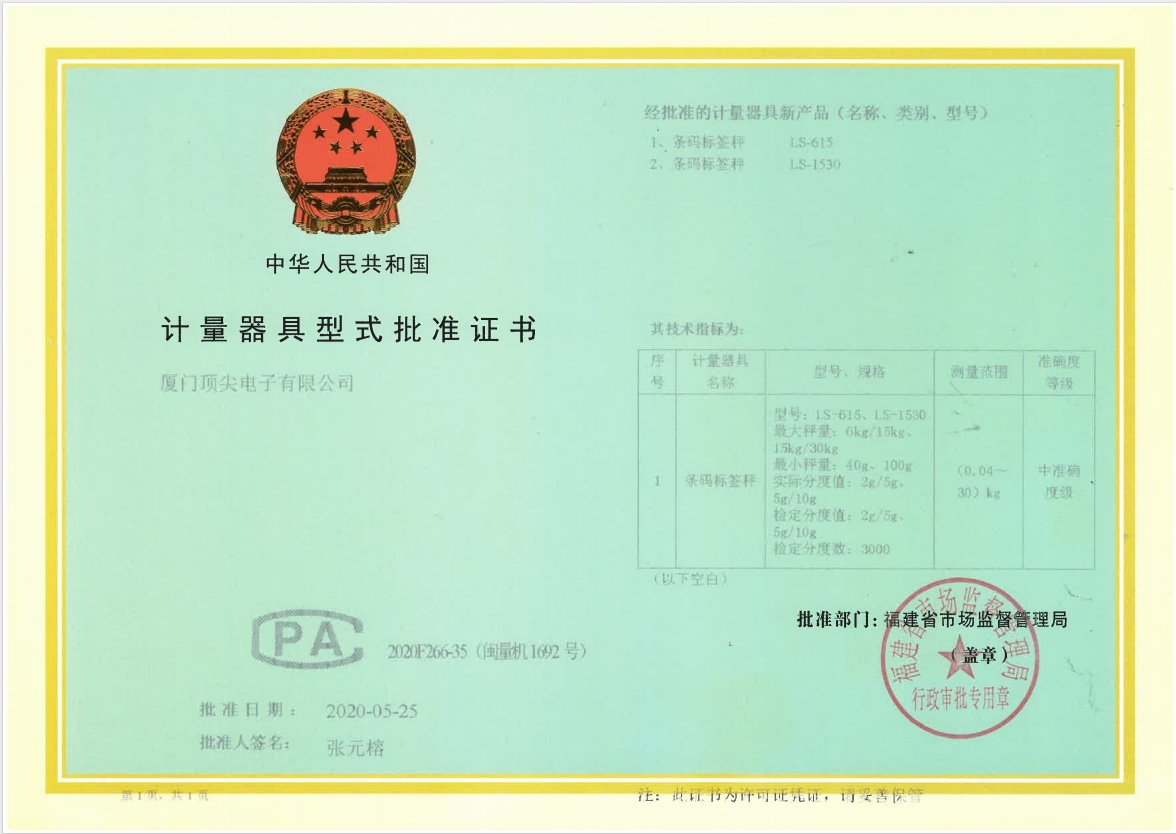 中华人民共和国
计量器具型式批准证书
厦门顶尖电子有限公司
PA
2020F266-35（闽量机1692号）
批准日期： 2020-05-25
批准人签名： 张元榕
第1页，共1页
经批准的计量器具新产品（名称、类别、型号）
1、条码标签秤 LS-615
2、条码标签秤 LS-1530
其技术指标为：
序号 计量器具名称 型号、规格 测量范围 准确度等级
1 条码标签秤
型号：LS-615、LS-1530
最大秤量：6kg/15kg、
15kg/30kg
最小秤量：40g、100g
实际分度值：2g/5g、
5g/10g
检定分度值：2g/5g、
5g/10g
检定分度数：3000
（0.04～
30）kg
中准确
度级
（以下空白）
批准部门：福建省市场监督管理局
（盖章）
福建省市场监督管理局
行政审批专用章
注：此证书为许可证凭证，请妥善保管